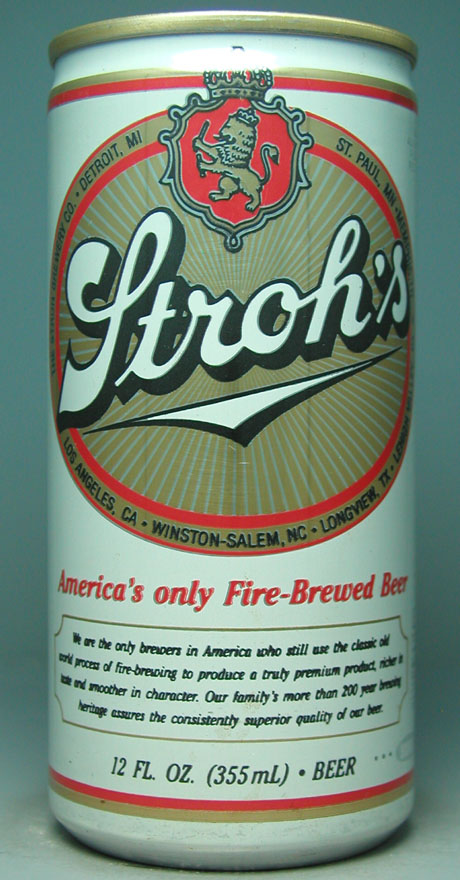 THE STROH BREWERY CO. • DETROIT, MI
ST. PAUL, MN •
Stroh's
LOS ANGELES, CA • WINSTON-SALEM, NC • LONGVIEW, TX •
America's only Fire-Brewed Beer
We are the only brewers in America who still use the classic old
world process of fire-brewing to produce a truly premium product, richer in
taste and smoother in character. Our family's more than 200 year brewing
heritage assures the consistently superior quality of our beer.
12 FL. OZ. (355mL) • BEER